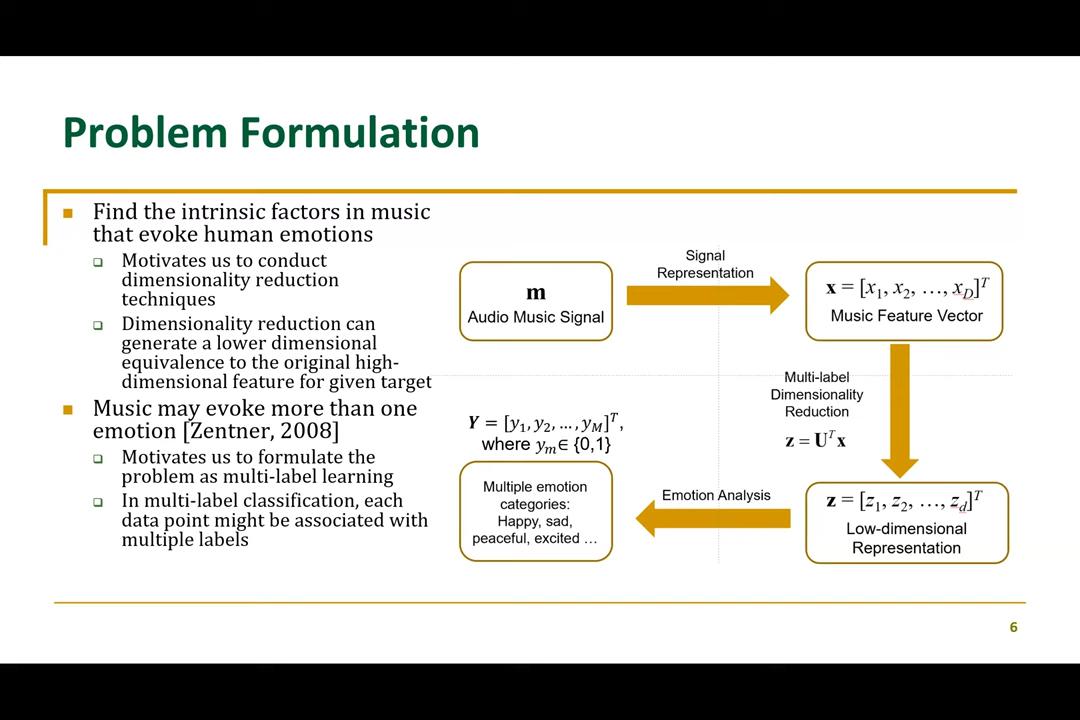 Problem Formulation
Find the intrinsic factors in music
that evoke human emotions
Motivates us to conduct
dimensionality reduction
techniques
Dimensionality reduction can
generate a lower dimensional
equivalence to the original high-
dimensional feature for given target
Music may evoke more than one
emotion [Zentner, 2008]
Motivates us to formulate the
problem as multi-label learning
In multi-label classification, each
data point might be associated with
multiple labels
m
Audio Music Signal
Signal
Representation
x = [x₁, x₂, …, x_D]ᵀ
Music Feature Vector
Multi-label
Dimensionality
Reduction
z = Uᵀx
z = [z₁, z₂, …, z_d]ᵀ
Low-dimensional
Representation
Emotion Analysis
Y = [y₁, y₂, …, y_M]ᵀ,
where y_m∈ {0,1}
Multiple emotion
categories:
Happy, sad,
peaceful, excited …
6